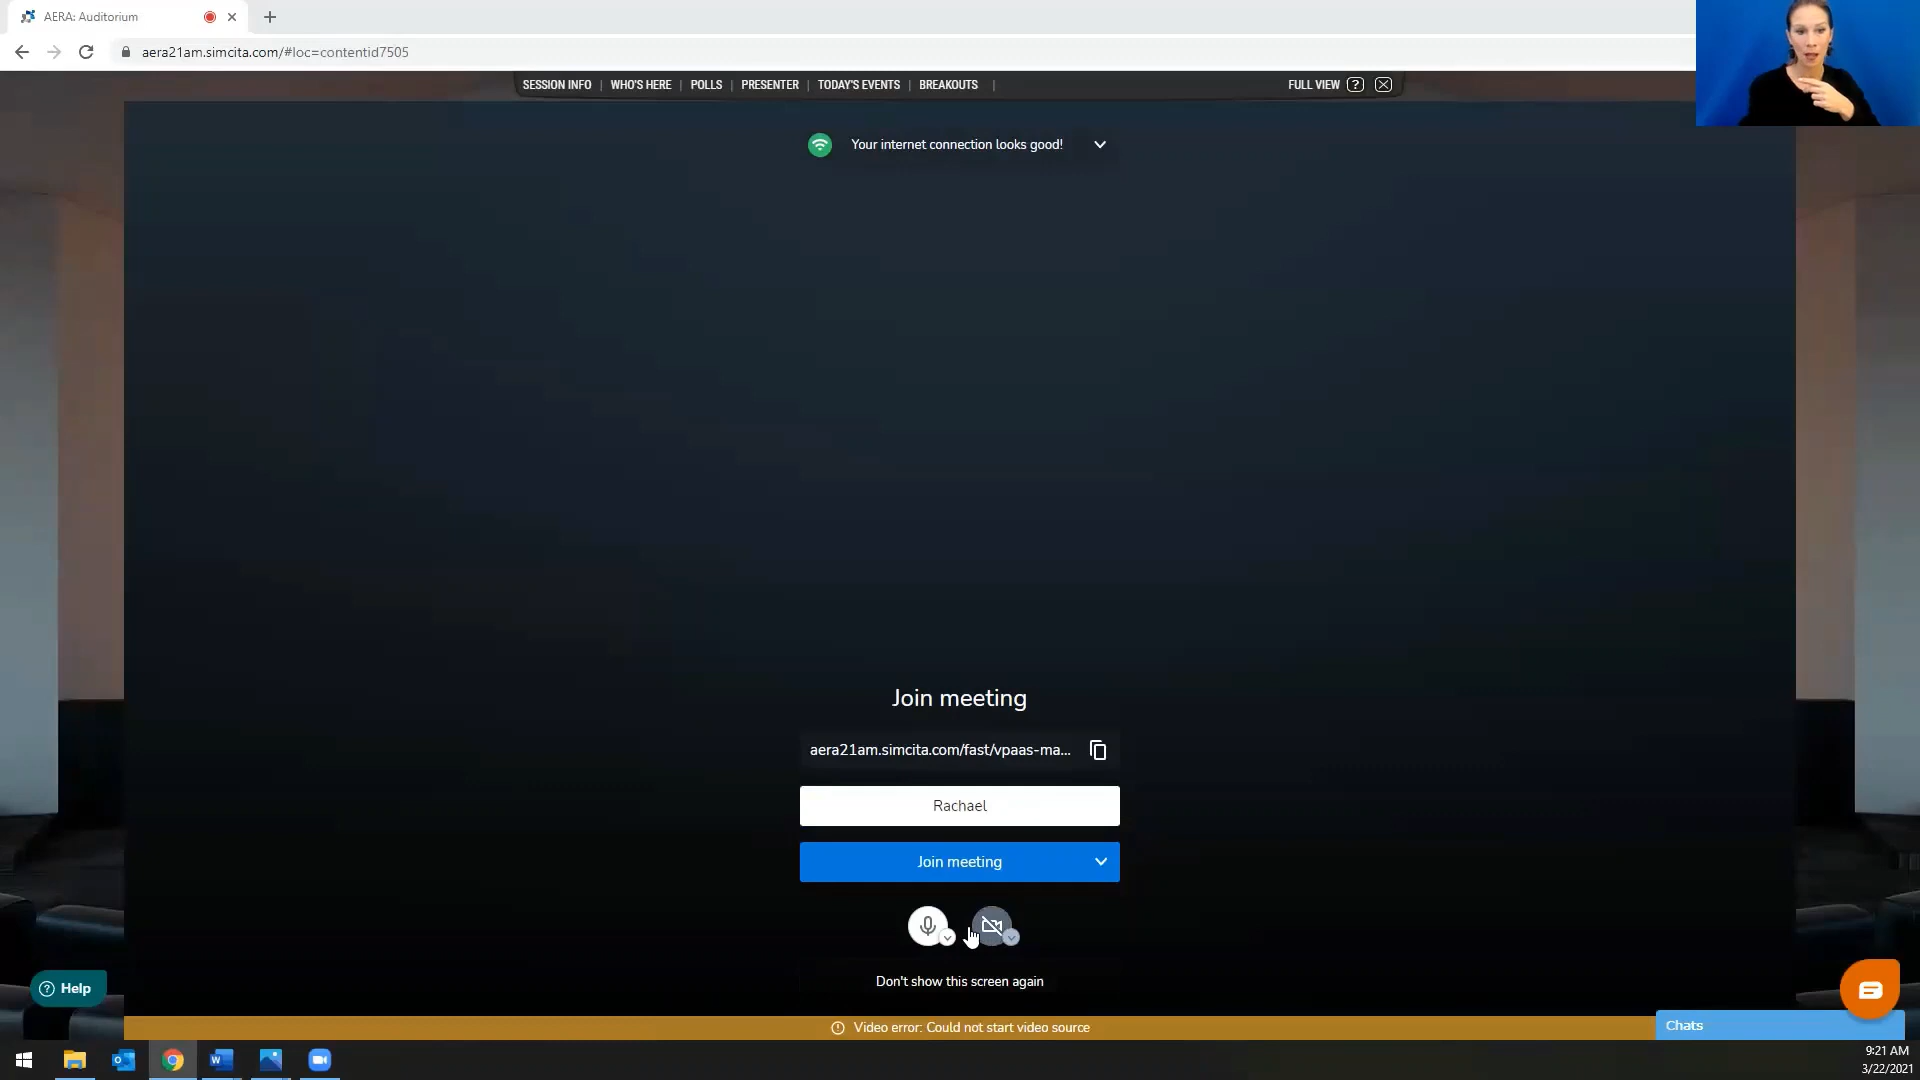 AERA: Auditorium
aera21am.simcita.com/#loc=contentid7505
SESSION INFO | WHO'S HERE | POLLS | PRESENTER | TODAY'S EVENTS | BREAKOUTS |
FULL VIEW ?
Your internet connection looks good!
Join meeting
aera21am.simcita.com/fast/vpaas-ma...
Rachael
Join meeting
Don't show this screen again
? Help
Video error: Could not start video source
Chats
9:21 AM
3/22/2021